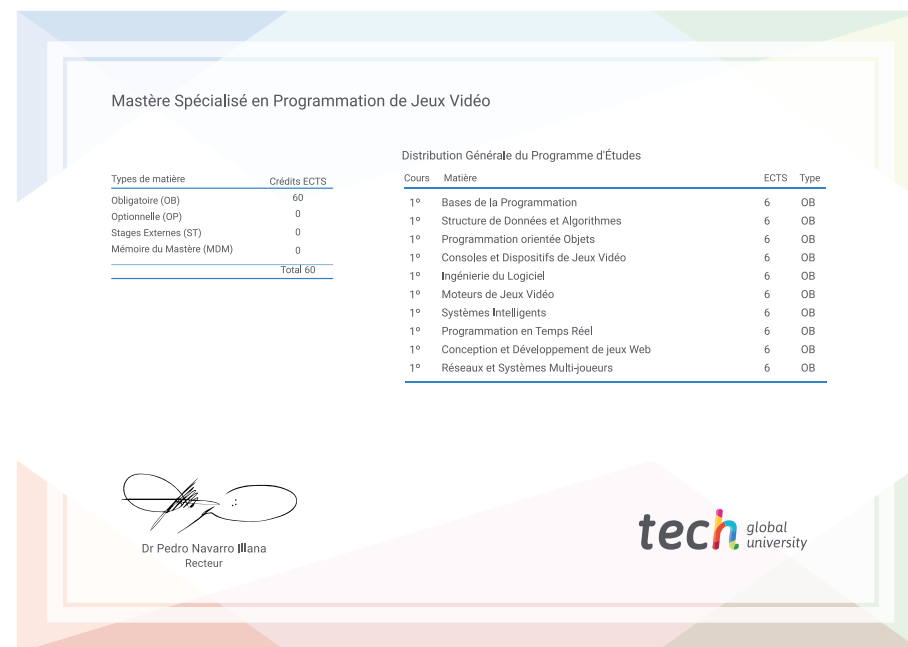 Mastère Spécialisé en Programmation de Jeux Vidéo
Types de matière Crédits ECTS
Obligatoire (OB) 60
Optionnelle (OP) 0
Stages Externes (ST) 0
Mémoire du Mastère (MDM) 0
Total 60
Distribution Générale du Programme d'Études
Cours Matière ECTS Type
1º Bases de la Programmation 6 OB
1º Structure de Données et Algorithmes 6 OB
1º Programmation orientée Objets 6 OB
1º Consoles et Dispositifs de Jeux Vidéo 6 OB
1º Ingénierie du Logiciel 6 OB
1º Moteurs de Jeux Vidéo 6 OB
1º Systèmes Intelligents 6 OB
1º Programmation en Temps Réel 6 OB
1º Conception et Développement de jeux Web 6 OB
1º Réseaux et Systèmes Multi-joueurs 6 OB
Dr Pedro Navarro Illana
Recteur
tech global
university